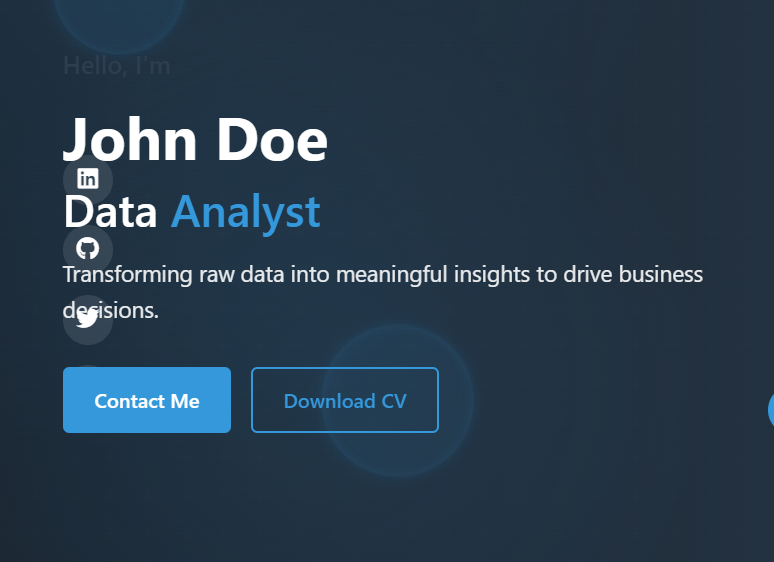 Hello, I'm
John Doe
in
Data Analyst
Transforming raw data into meaningful insights to drive business
decisions.
Contact Me
Download CV